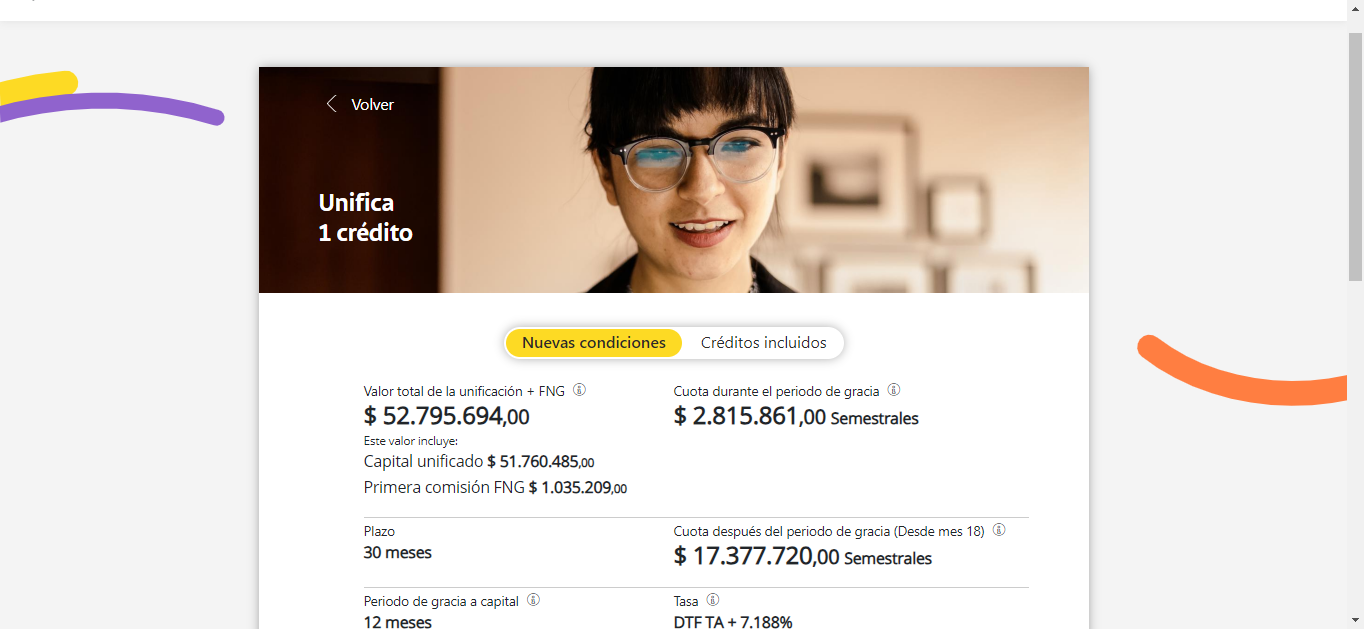 Volver
Unifica
1 crédito
Nuevas condiciones
Créditos incluidos
Valor total de la unificación + FNG
$ 52.795.694,00
Este valor incluye:
Capital unificado $ 51.760.485,00
Primera comisión FNG $ 1.035.209,00
Cuota durante el periodo de gracia
$ 2.815.861,00 Semestrales
Plazo
30 meses
Cuota después del periodo de gracia (Desde mes 18)
$ 17.377.720,00 Semestrales
Periodo de gracia a capital
12 meses
Tasa
DTF TA + 7.188%